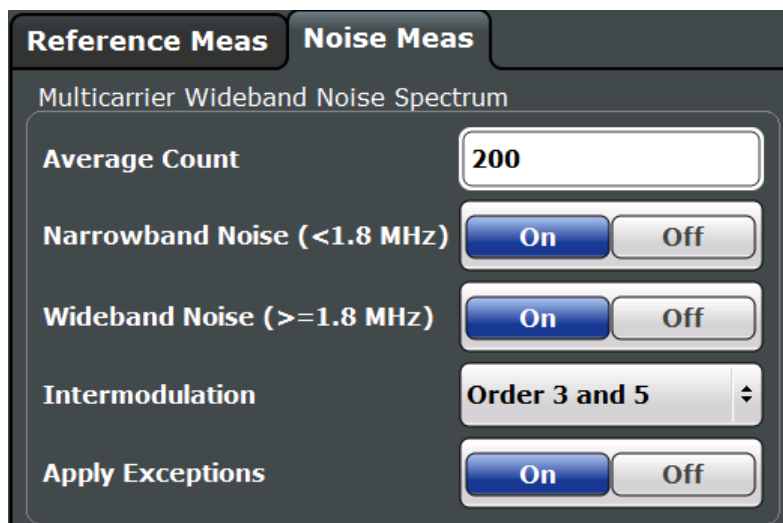 Reference Meas Noise Meas
Multicarrier Wideband Noise Spectrum
Average Count 200
Narrowband Noise (<1.8 MHz) On Off
Wideband Noise (>=1.8 MHz) On Off
Intermodulation Order 3 and 5
Apply Exceptions On Off